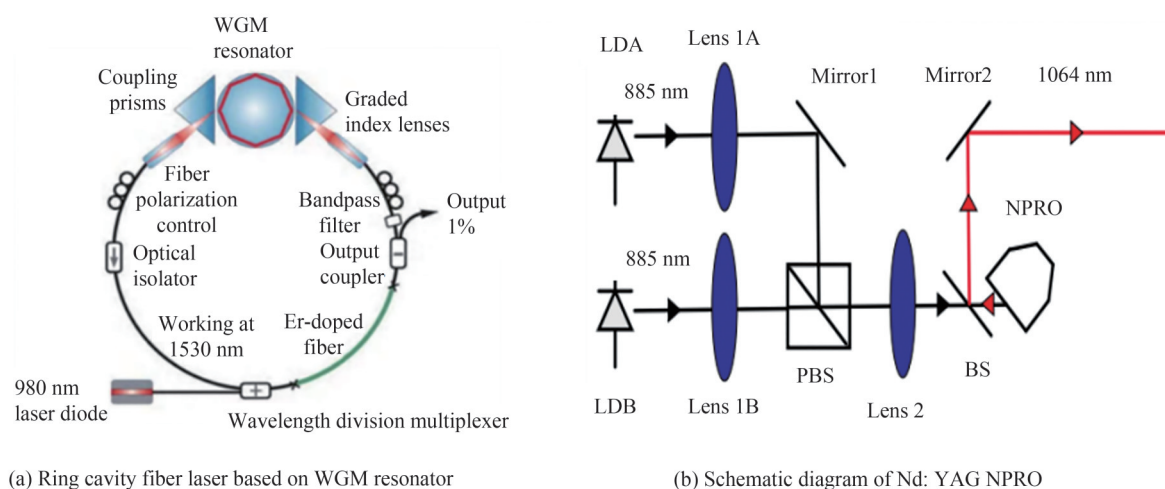 WGM
resonator
Coupling
prisms
Graded
index lenses
Fiber
polarization
control
Bandpass
filter
Output
1%
Optical
isolator
Output
coupler
Working at
1530 nm
Er-doped
fiber
980 nm
laser diode
Wavelength division multiplexer
(a) Ring cavity fiber laser based on WGM resonator
LDA
Lens 1A
885 nm
Mirror1
Mirror2
1064 nm
NPRO
885 nm
LDB
Lens 1B
PBS
Lens 2
BS
(b) Schematic diagram of Nd: YAG NPRO